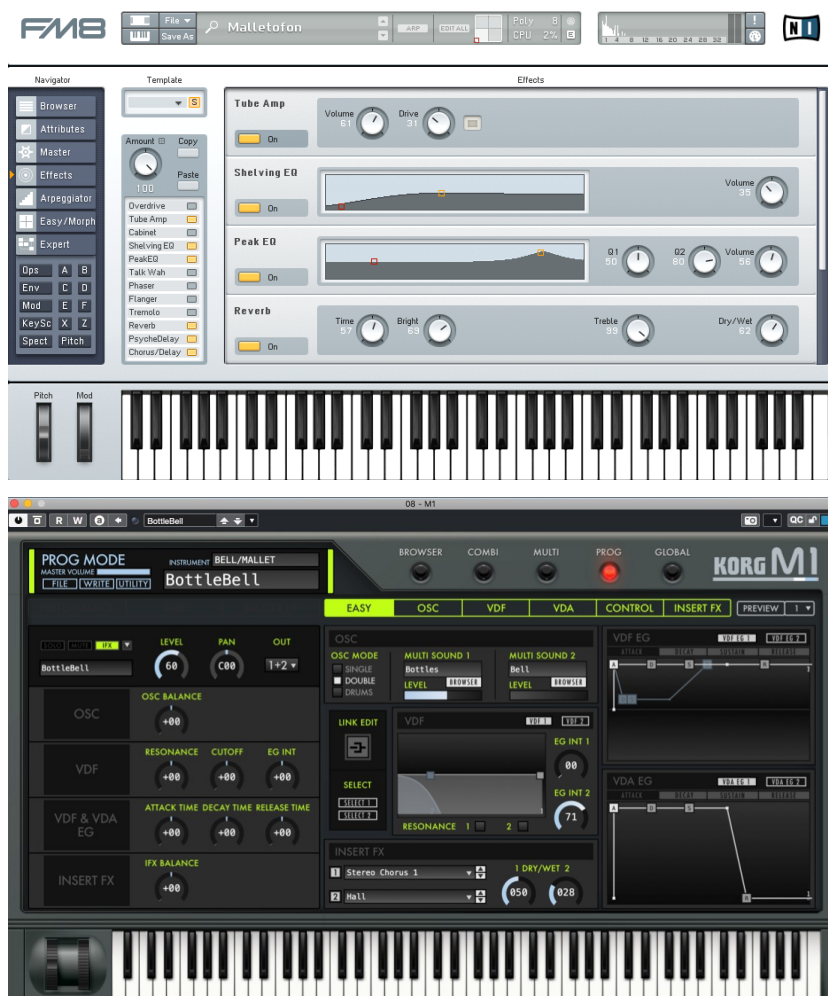 FM8
File
Save As
Malletofon
ARP
EDIT ALL
Poly 8
CPU 2% E
1 4 8 12 16 20 24 28 32
!
N I
Navigator
Template
Effects
Browser
Attributes
Master
Effects
Arpeggiator
Easy/Morph
Expert
Ops A B
Env C D
Mod E F
KeySc X Z
Spect Pitch
S
Amount
Copy
Paste
100
Overdrive
Tube Amp
Cabinet
Shelving EQ
PeakEQ
Talk Wah
Phaser
Flanger
Tremolo
Reverb
PsycheDelay
Chorus/Delay
Tube Amp
On
Volume
61
Drive
31
Shelving EQ
On
Volume
35
Peak EQ
On
Q1
50
Q2
80
Volume
56
Reverb
On
Time
57
Bright
69
Treble
99
Dry/Wet
62
Pitch
Mod
08 - M1
R W
BottleBell
QC
PROG MODE
MASTER VOLUME
FILE WRITE UTILITY
INSTRUMENT BELL/MALLET
BottleBell
BROWSER COMBI MULTI PROG GLOBAL
KORG M1
EASY OSC VDF VDA CONTROL INSERT FX PREVIEW 1
SOLO MUTE IFX
BottleBell
LEVEL
60
PAN
C00
OUT
1+2
OSC
OSC BALANCE
+00
VDF
RESONANCE CUTOFF EG INT
+00 +00 +00
VDF & VDA
EG
ATTACK TIME DECAY TIME RELEASE TIME
+00 +00 +00
INSERT FX
IFX BALANCE
+00
OSC
OSC MODE
SINGLE
DOUBLE
DRUMS
MULTI SOUND 1
Bottles
LEVEL BROWSER
MULTI SOUND 2
Bell
LEVEL BROWSER
LINK EDIT
SELECT
SELECT 1
SELECT 2
VDF
VDF 1 VDF 2
EG INT 1
00
EG INT 2
71
RESONANCE 1 2
INSERT FX
1 Stereo Chorus 1
2 Hall
1 DRY/WET 2
050 028
VDF EG
VDF EG 1 VDF EG 2
ATTACK DECAY SUSTAIN RELEASE
A D S R
VDA EG
VDA EG 1 VDA EG 2
ATTACK DECAY SUSTAIN RELEASE
A D S
R